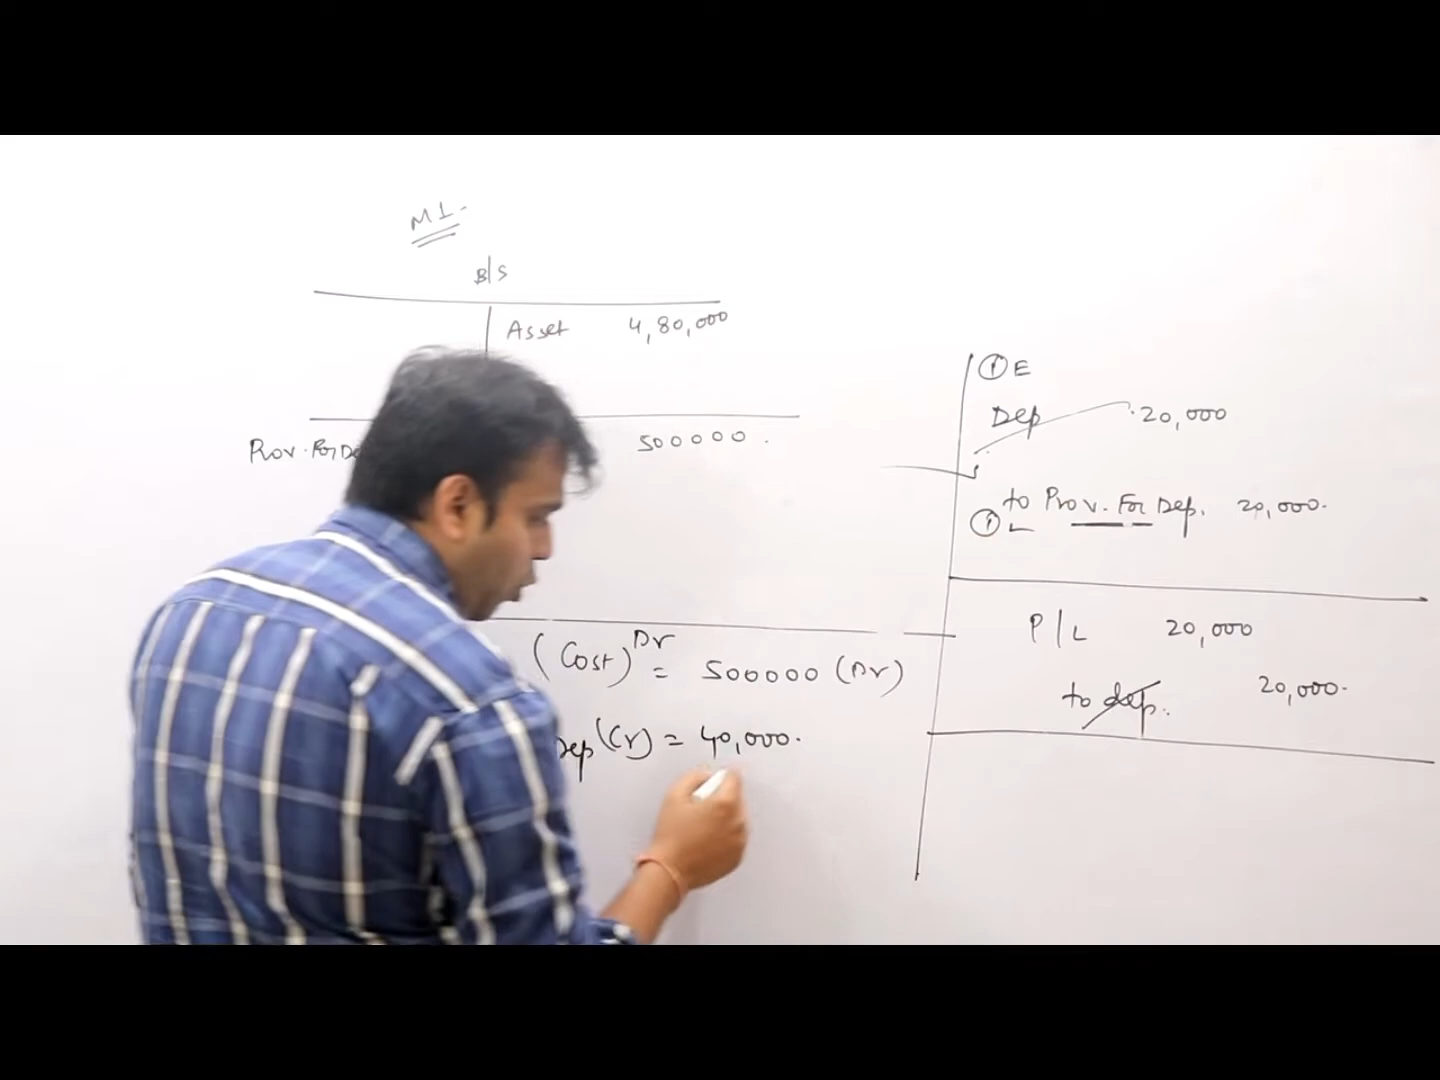 M1.
B/S
Asset 4,80,000
Prov. For De 500000.
(Cost) Dr = 500000 (Dr)
Dep (Cr) = 40,000.
① E
Dep 20,000
to Prov. For Dep. 20,000.
① L
P/L 20,000
to dep. 20,000.